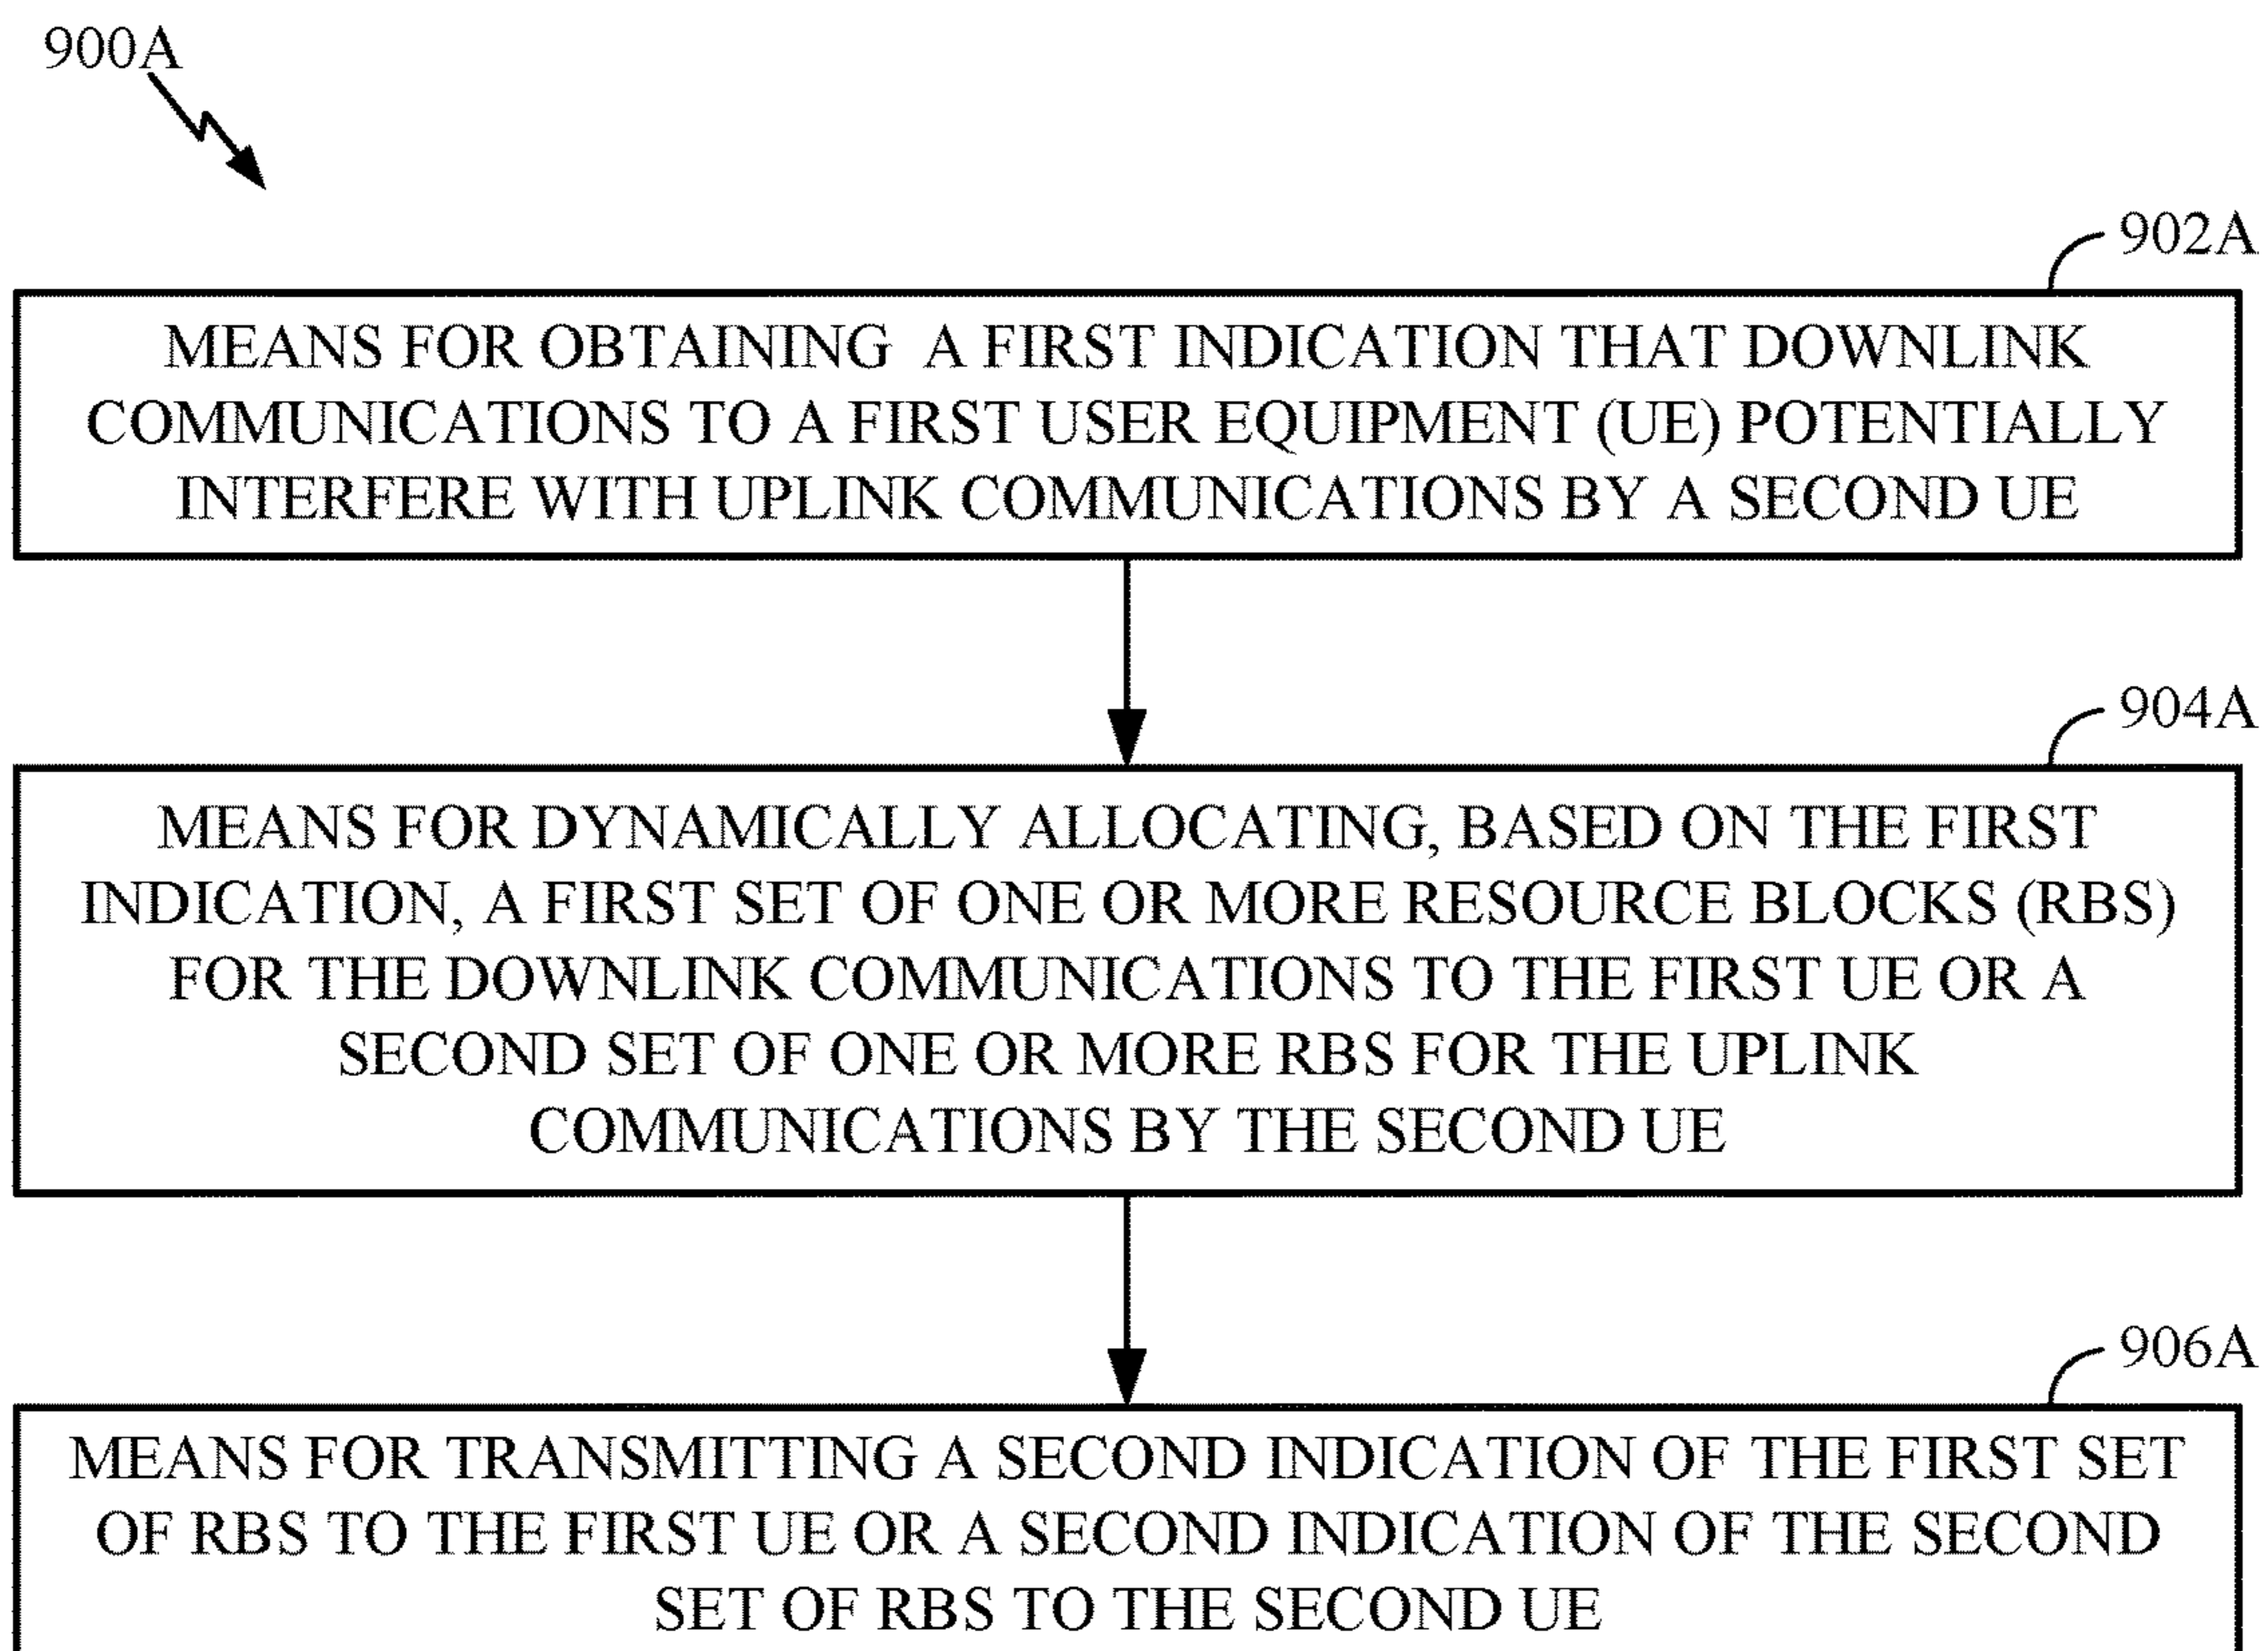 900A
902A
MEANS FOR OBTAINING A FIRST INDICATION THAT DOWNLINK
COMMUNICATIONS TO A FIRST USER EQUIPMENT (UE) POTENTIALLY
INTERFERE WITH UPLINK COMMUNICATIONS BY A SECOND UE
904A
MEANS FOR DYNAMICALLY ALLOCATING, BASED ON THE FIRST
INDICATION, A FIRST SET OF ONE OR MORE RESOURCE BLOCKS (RBS)
FOR THE DOWNLINK COMMUNICATIONS TO THE FIRST UE OR A
SECOND SET OF ONE OR MORE RBS FOR THE UPLINK
COMMUNICATIONS BY THE SECOND UE
906A
MEANS FOR TRANSMITTING A SECOND INDICATION OF THE FIRST SET
OF RBS TO THE FIRST UE OR A SECOND INDICATION OF THE SECOND
SET OF RBS TO THE SECOND UE